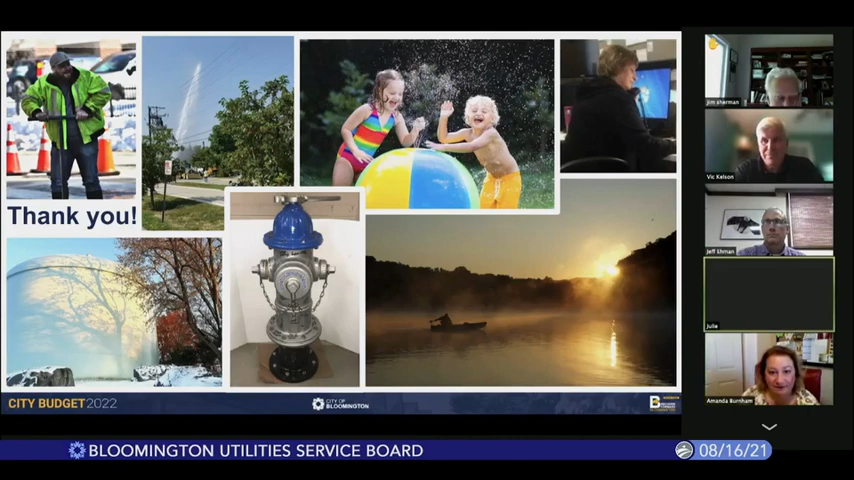 Jim sherman
Vic Kelson
Jeff Ehman
Julie
Amanda Burnham
Thank you!
CITY BUDGET 2022
CITY OF
BLOOMINGTON
BLOOMINGTON UTILITIES SERVICE BOARD
08/16/21